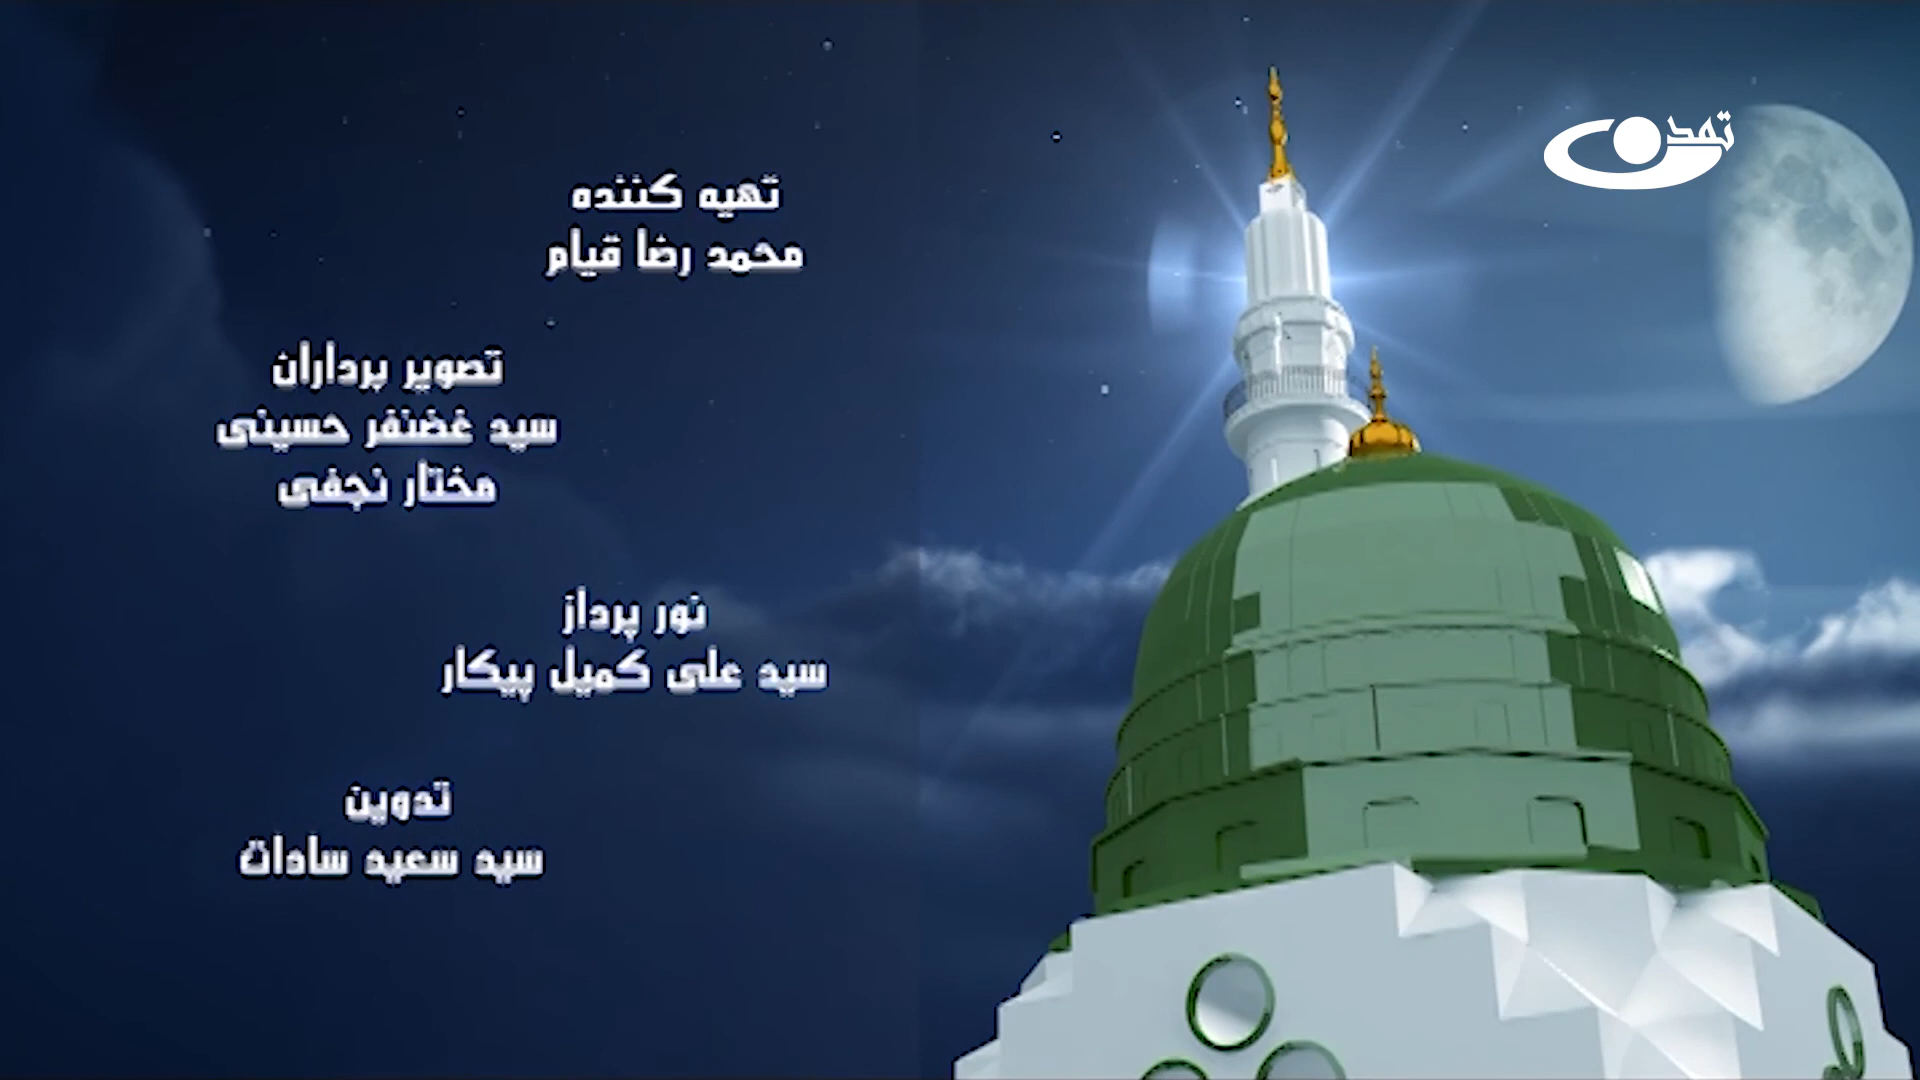 تمدن
تهیه کننده
محمد رضا قیام
تصویر برداران
سید غضنفر حسینی
مختار نجفی
نور پرداز
سید علی کمیل پیکار
تدوین
سید سعید سادات